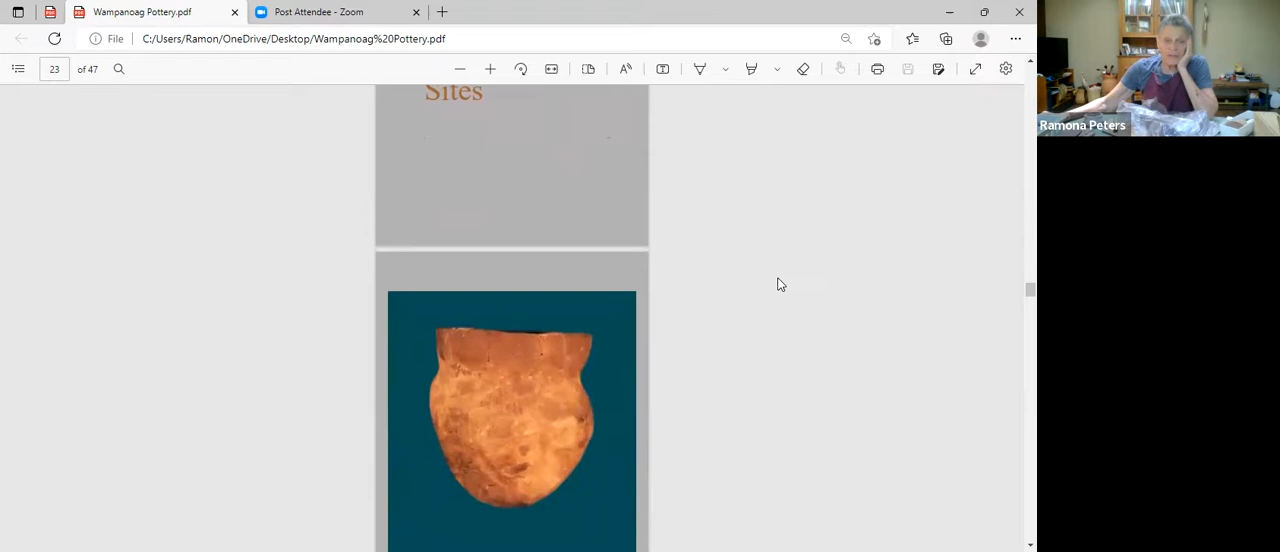 Wampanoag Pottery.pdf
Post Attendee - Zoom
File
C:/Users/Ramon/OneDrive/Desktop/Wampanoag%20Pottery.pdf
23
of 47
Sites
Ramona Peters